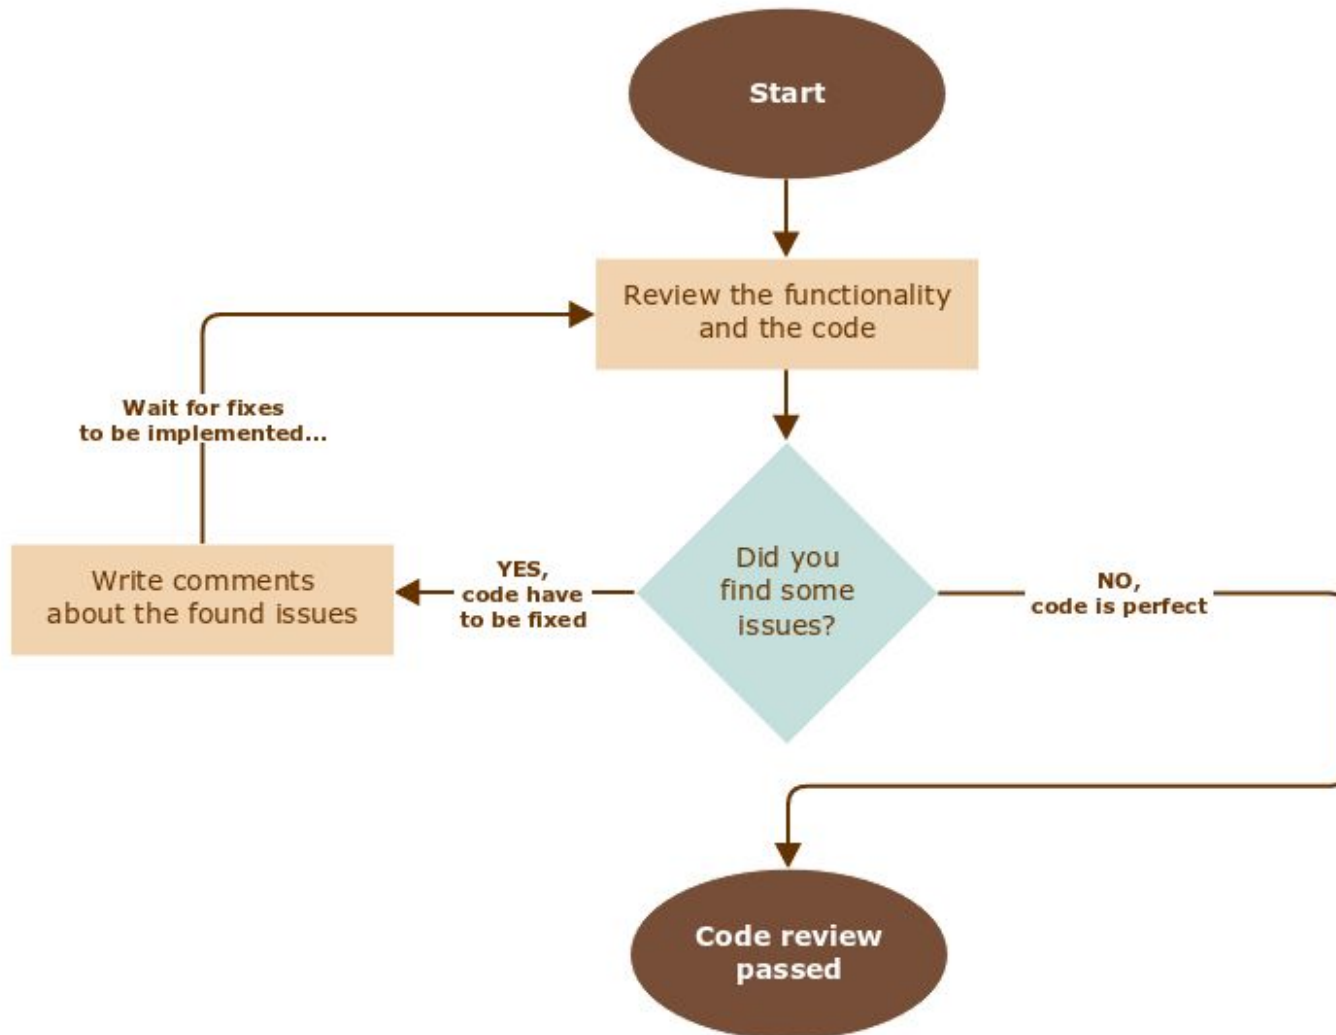 Start
Review the functionality
and the code
Wait for fixes
to be implemented...
Did you
find some
issues?
YES,
code have
to be fixed
NO,
code is perfect
Write comments
about the found issues
Code review
passed